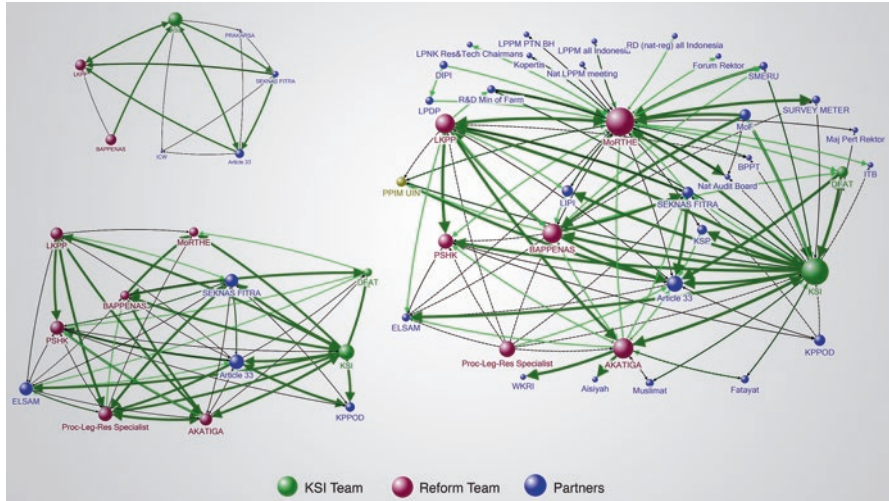 KSI
PRAKARSA
LKPP
SEKNAS FITRA
BAPPENAS
ICW
Article 33
LKPP
MoRTHE
DFAT
SEKNAS FITRA
BAPPENAS
PSHK
KSI
Article 33
ELSAM
KPPOD
Proc-Leg-Res Specialist
AKATIGA
LPPM PTN BH
LPPM all Indonesia
RD (nat-reg) all Indonesia
LPNK Res&Tech Chairmans
Kopertis
Forum Rektor
DIPI
Nat LPPM meeting
SMERU
R&D Min of Farm
LPDP
SURVEY METER
LKPP
MoRTHE
MoF
Maj Pert Rektor
BPPT
ITB
DFAT
PPIM UIN
Nat Audit Board
LIPI
SEKNAS FITRA
PSHK
BAPPENAS
KSP
Article 33
KSI
ELSAM
KPPOD
Proc-Leg-Res Specialist
AKATIGA
WKRI
Aisiyah
Muslimat
Fatayat
KSI Team
Reform Team
Partners